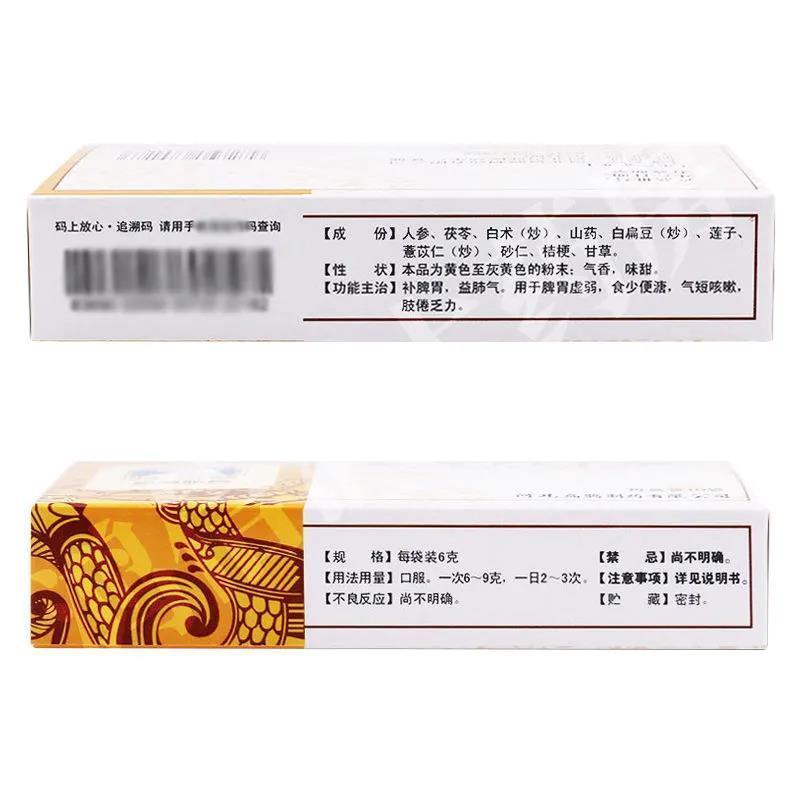 码上放心·追溯码 请用手
码查询
【成 份】人参、茯苓、白术（炒）、山药、白扁豆（炒）、莲子、
薏苡仁（炒）、砂仁、桔梗、甘草。
【性 状】本品为黄色至灰黄色的粉末；气香，味甜。
【功能主治】补脾胃，益肺气。用于脾胃虚弱，食少便溏，气短咳嗽，
肢倦乏力。
【规 格】每袋装6克
【用法用量】口服。一次6～9克，一日2～3次。
【不良反应】尚不明确。
【禁 忌】尚不明确。
【注意事项】详见说明书。
【贮 藏】密封。